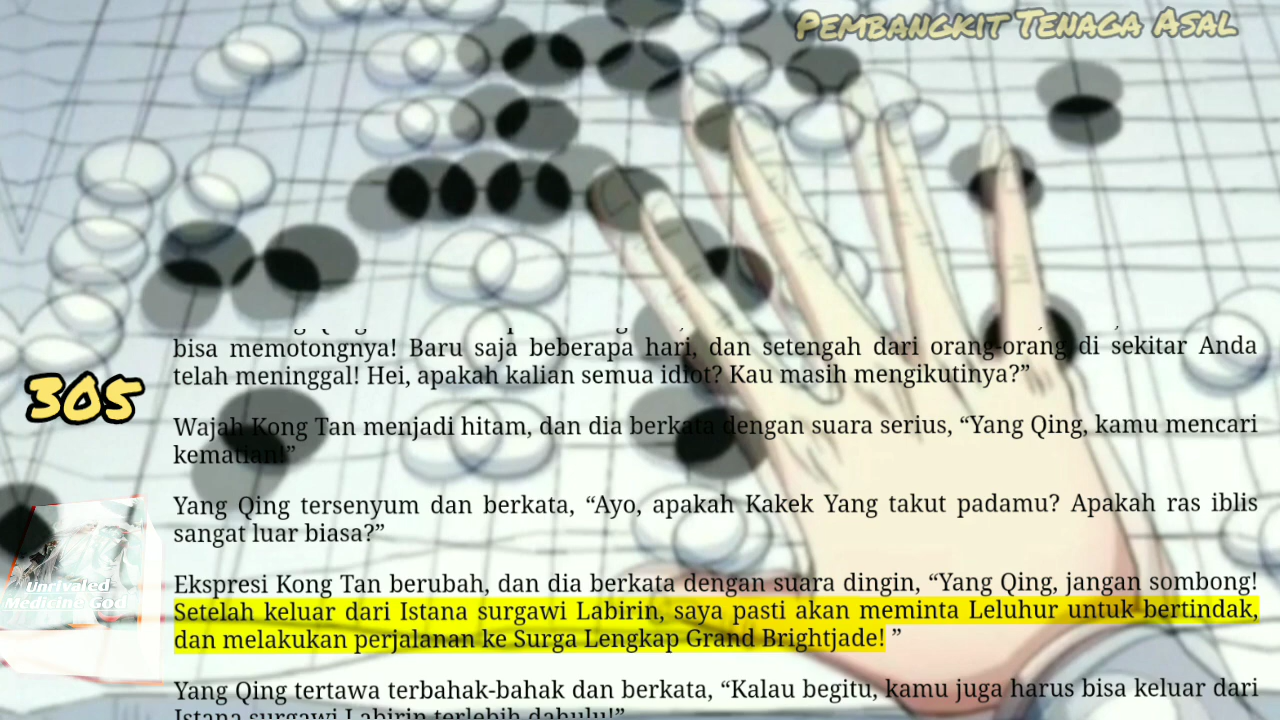 Pembangkit Tenaga Asal
bisa memotongnya! Baru saja beberapa hari, dan setengah dari orang-orang di sekitar Anda
telah meninggal! Hei, apakah kalian semua idiot? Kau masih mengikutinya?”
305
Wajah Kong Tan menjadi hitam, dan dia berkata dengan suara serius, “Yang Qing, kamu mencari
kematian!”
Yang Qing tersenyum dan berkata, “Ayo, apakah Kakek Yang takut padamu? Apakah ras iblis
sangat luar biasa?”
Unrivaled
Medicine God
Ekspresi Kong Tan berubah, dan dia berkata dengan suara dingin, “Yang Qing, jangan sombong!
Setelah keluar dari Istana surgawi Labirin, saya pasti akan meminta Leluhur untuk bertindak,
dan melakukan perjalanan ke Surga Lengkap Grand Brightjade! ”
Yang Qing tertawa terbahak-bahak dan berkata, “Kalau begitu, kamu juga harus bisa keluar dari
Istana surgawi Labirin terlebih dahulu!”